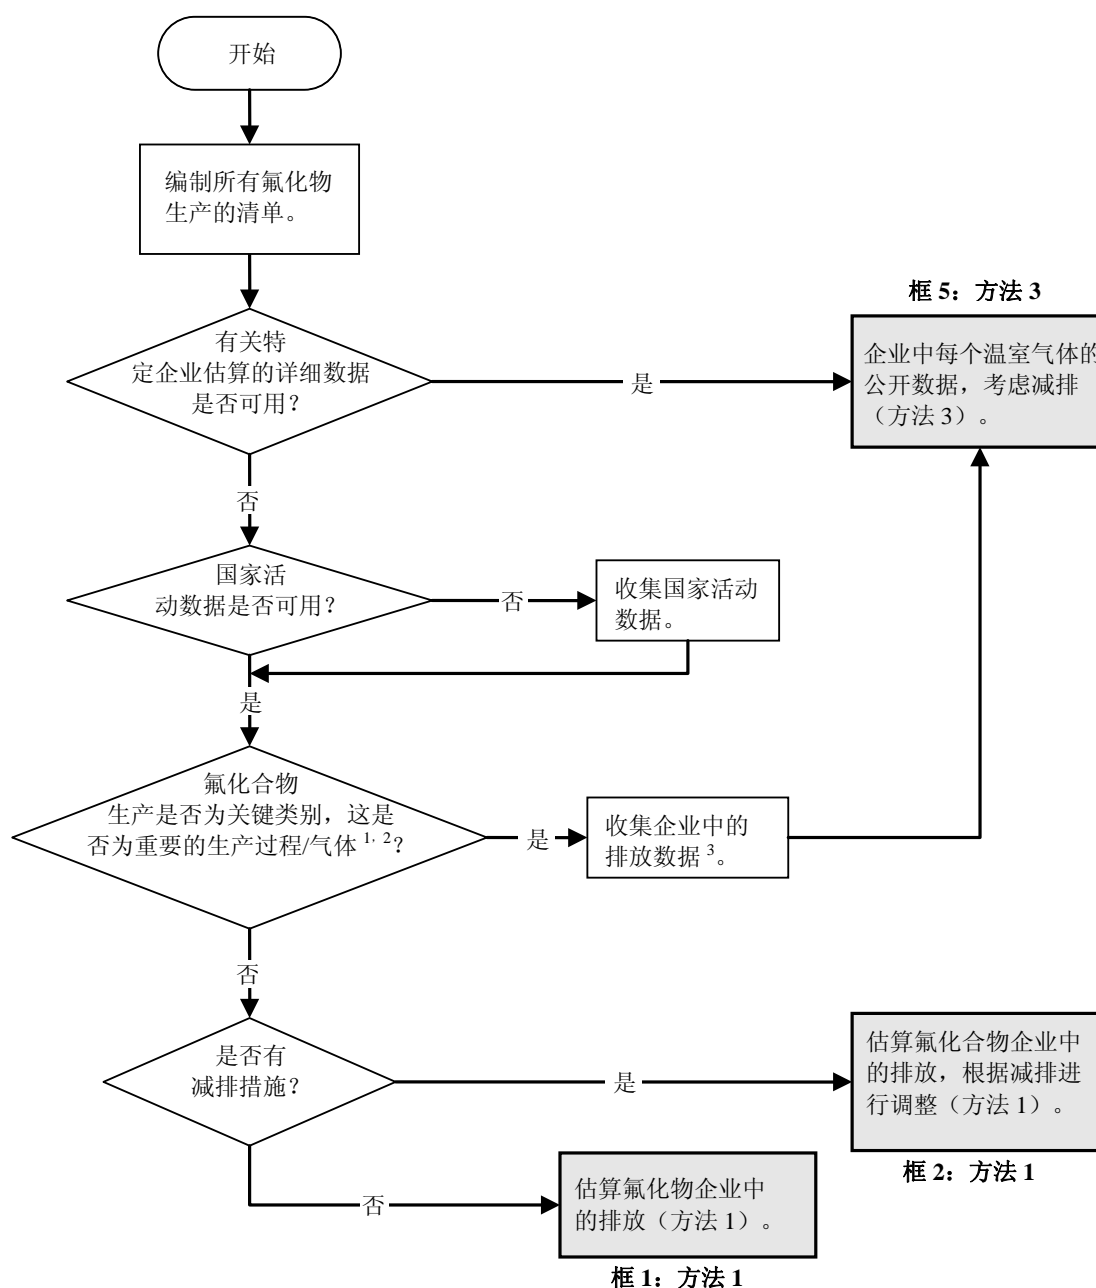 开始
编制所有氟化物
生产的清单。
框 5：方法 3
有关特
定企业估算的详细数据
是否可用？
是
企业中每个温室气体的
公开数据，考虑减排
（方法 3）。
否
国家活
动数据是否可用？
否
收集国家活动
数据。
是
氟化合物
生产是否为关键类别，这是
否为重要的生产过程/气体 1, 2？
是
收集企业中的
排放数据 3。
否
是否有
减排措施？
是
估算氟化合物企业中
的排放，根据减排进
行调整（方法 1）。
框 2：方法 1
否
估算氟化物企业中
的排放（方法 1）。
框 1：方法 1